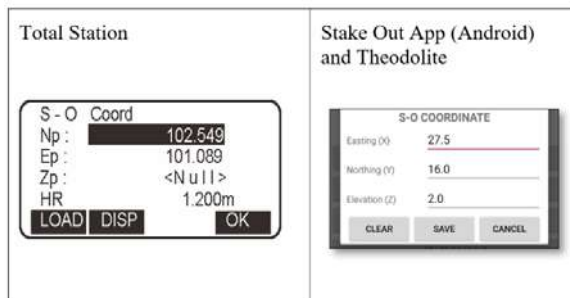 Total Station
S - O Coord
Np : 102.549
Ep : 101.089
Zp : <Null>
HR 1.200m
LOAD DISP OK
Stake Out App (Android)
and Theodolite
S-O COORDINATE
Easting (X) 27.5
Northing (Y) 16.0
Elevation (Z) 2.0
CLEAR SAVE CANCEL